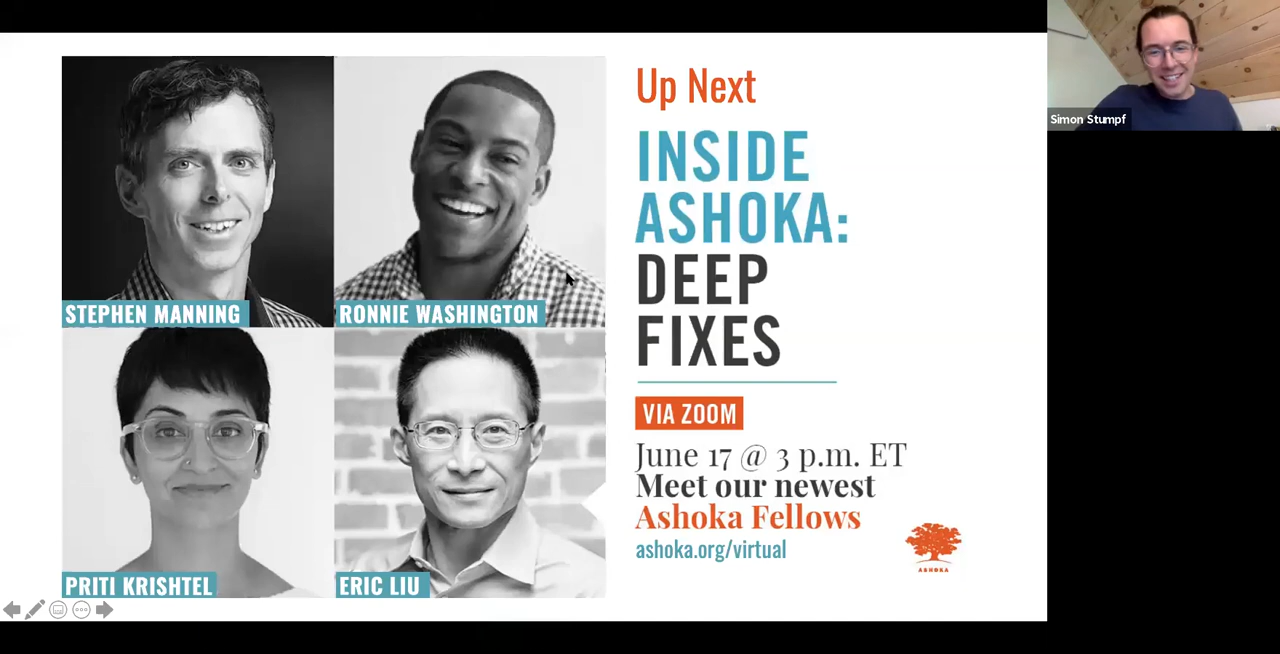 STEPHEN MANNING
RONNIE WASHINGTON
PRITI KRISHTEL
ERIC LIU
Up Next
INSIDE
ASHOKA:
DEEP
FIXES
VIA ZOOM
June 17 @ 3 p.m. ET
Meet our newest
Ashoka Fellows
ashoka.org/virtual
ASHOKA
Simon Stumpf